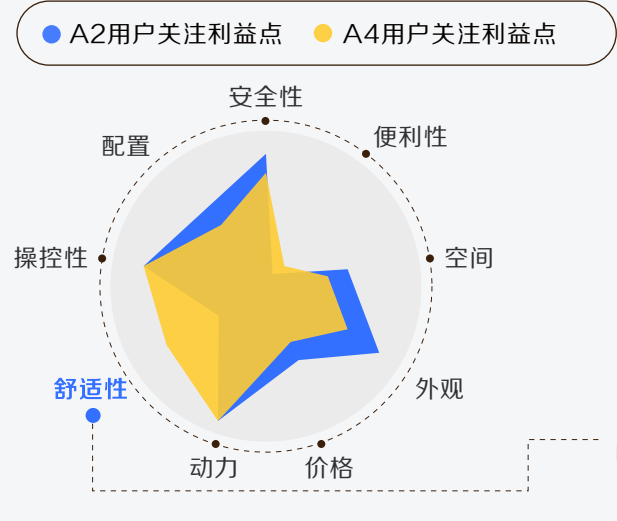 A2用户关注利益点 A4用户关注利益点
安全性
配置 便利性
操控性 空间
舒适性 外观
动力 价格